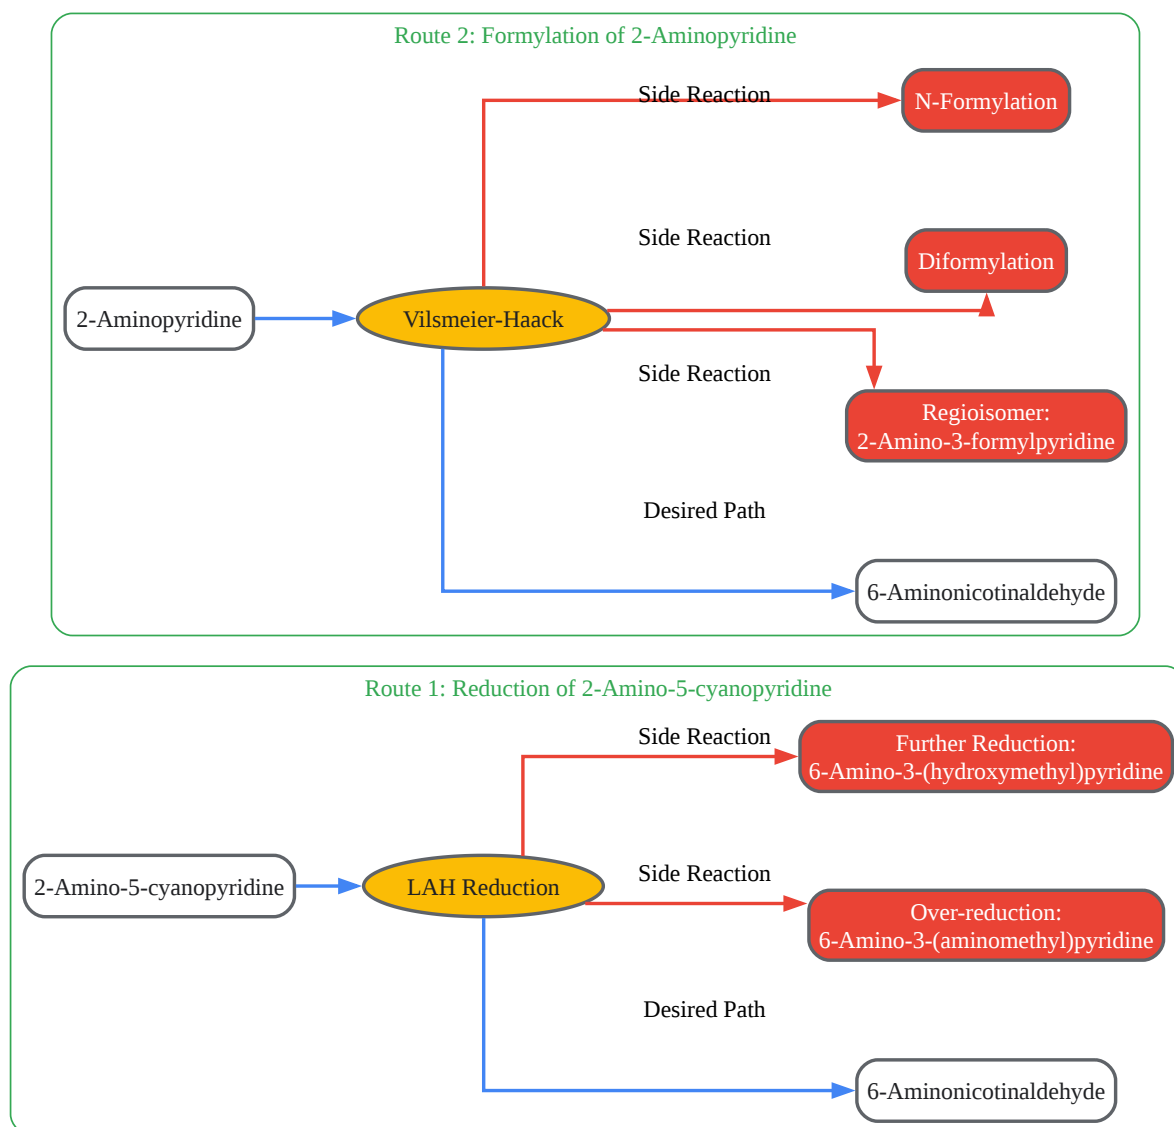 Route 2: Formylation of 2-Aminopyridine
Side Reaction
N-Formylation
Side Reaction
Diformylation
2-Aminopyridine
Vilsmeier-Haack
Side Reaction
Regioisomer:
2-Amino-3-formylpyridine
Desired Path
6-Aminonicotinaldehyde
Route 1: Reduction of 2-Amino-5-cyanopyridine
Side Reaction
Further Reduction:
6-Amino-3-(hydroxymethyl)pyridine
2-Amino-5-cyanopyridine
LAH Reduction
Side Reaction
Over-reduction:
6-Amino-3-(aminomethyl)pyridine
Desired Path
6-Aminonicotinaldehyde